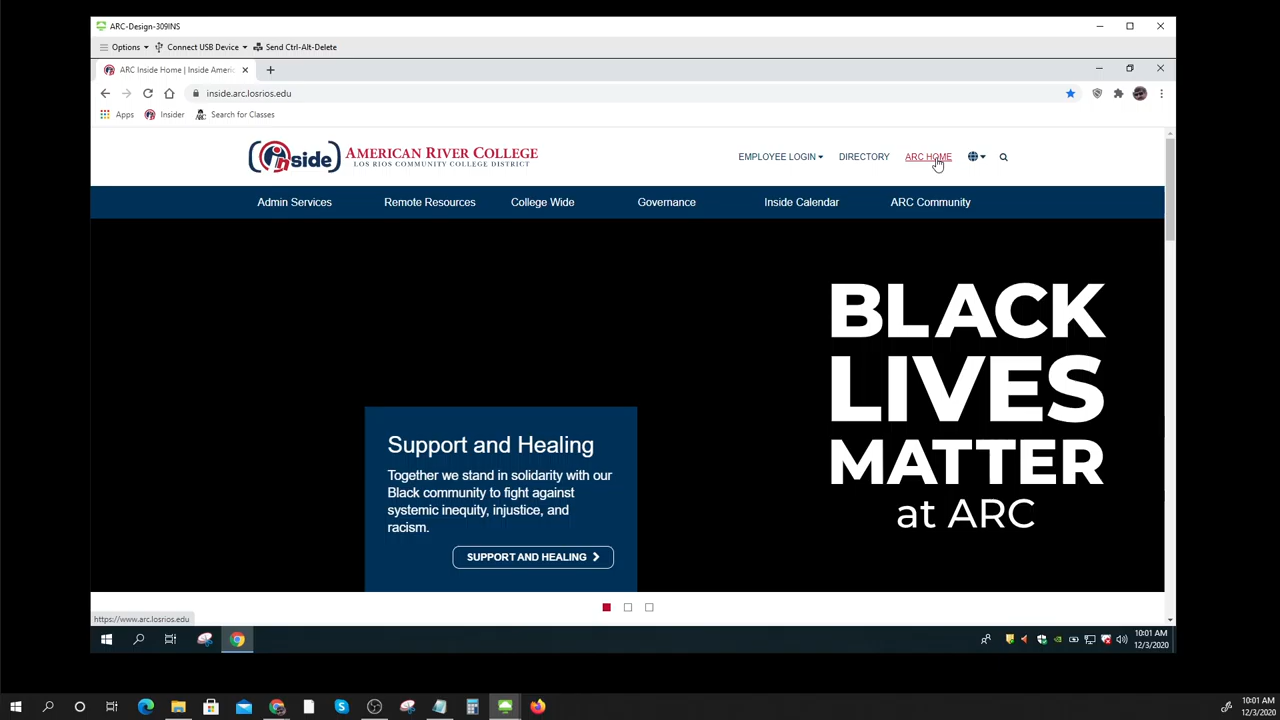 ARC-Design-309INS
Options Connect USB Device Send Ctrl-Alt-Delete
ARC Inside Home | Inside Americ
inside.arc.losrios.edu
Apps Insider Search for Classes
inside AMERICAN RIVER COLLEGE
LOS RIOS COMMUNITY COLLEGE DISTRICT
EMPLOYEE LOGIN DIRECTORY ARC HOME
Admin Services Remote Resources College Wide Governance Inside Calendar ARC Community
BLACK
LIVES
MATTER
at ARC
Support and Healing
Together we stand in solidarity with our
Black community to fight against
systemic inequity, injustice, and
racism.
SUPPORT AND HEALING
https://www.arc.losrios.edu
10:01 AM
12/3/2020
10:01 AM
12/3/2020